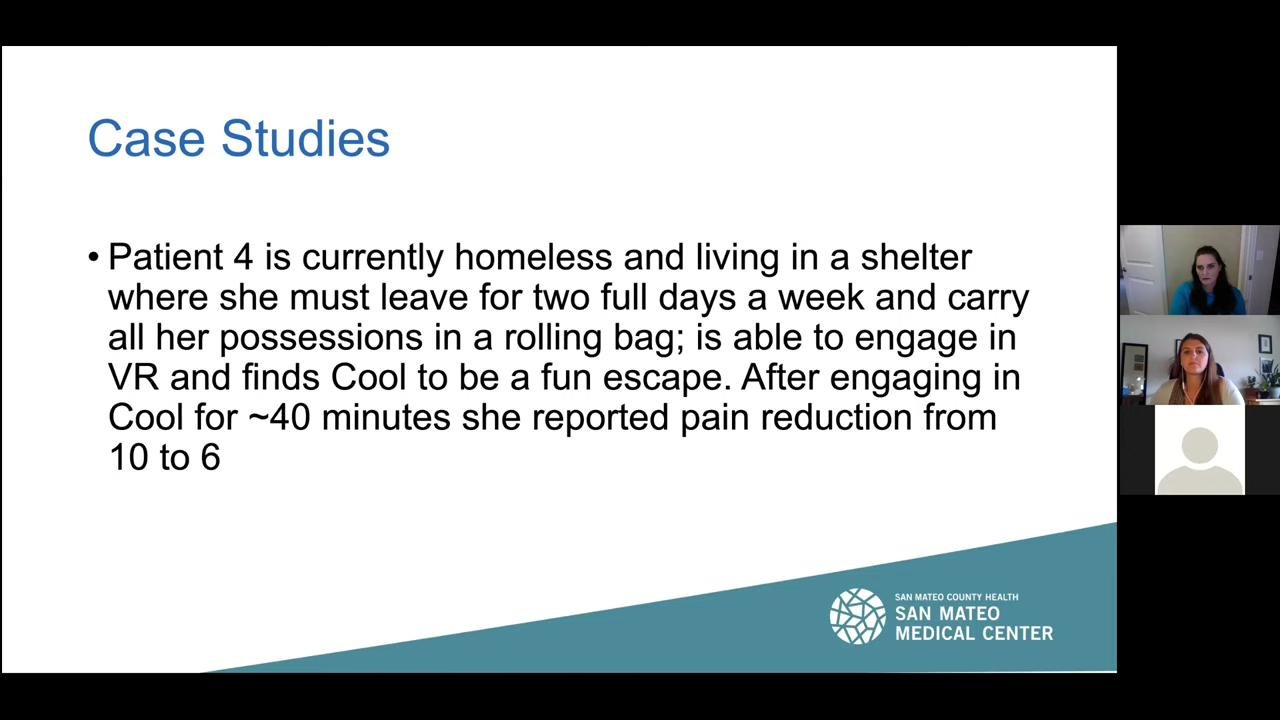 Case Studies
• Patient 4 is currently homeless and living in a shelter
where she must leave for two full days a week and carry
all her possessions in a rolling bag; is able to engage in
VR and finds Cool to be a fun escape. After engaging in
Cool for ~40 minutes she reported pain reduction from
10 to 6
SAN MATEO COUNTY HEALTH
SAN MATEO
MEDICAL CENTER